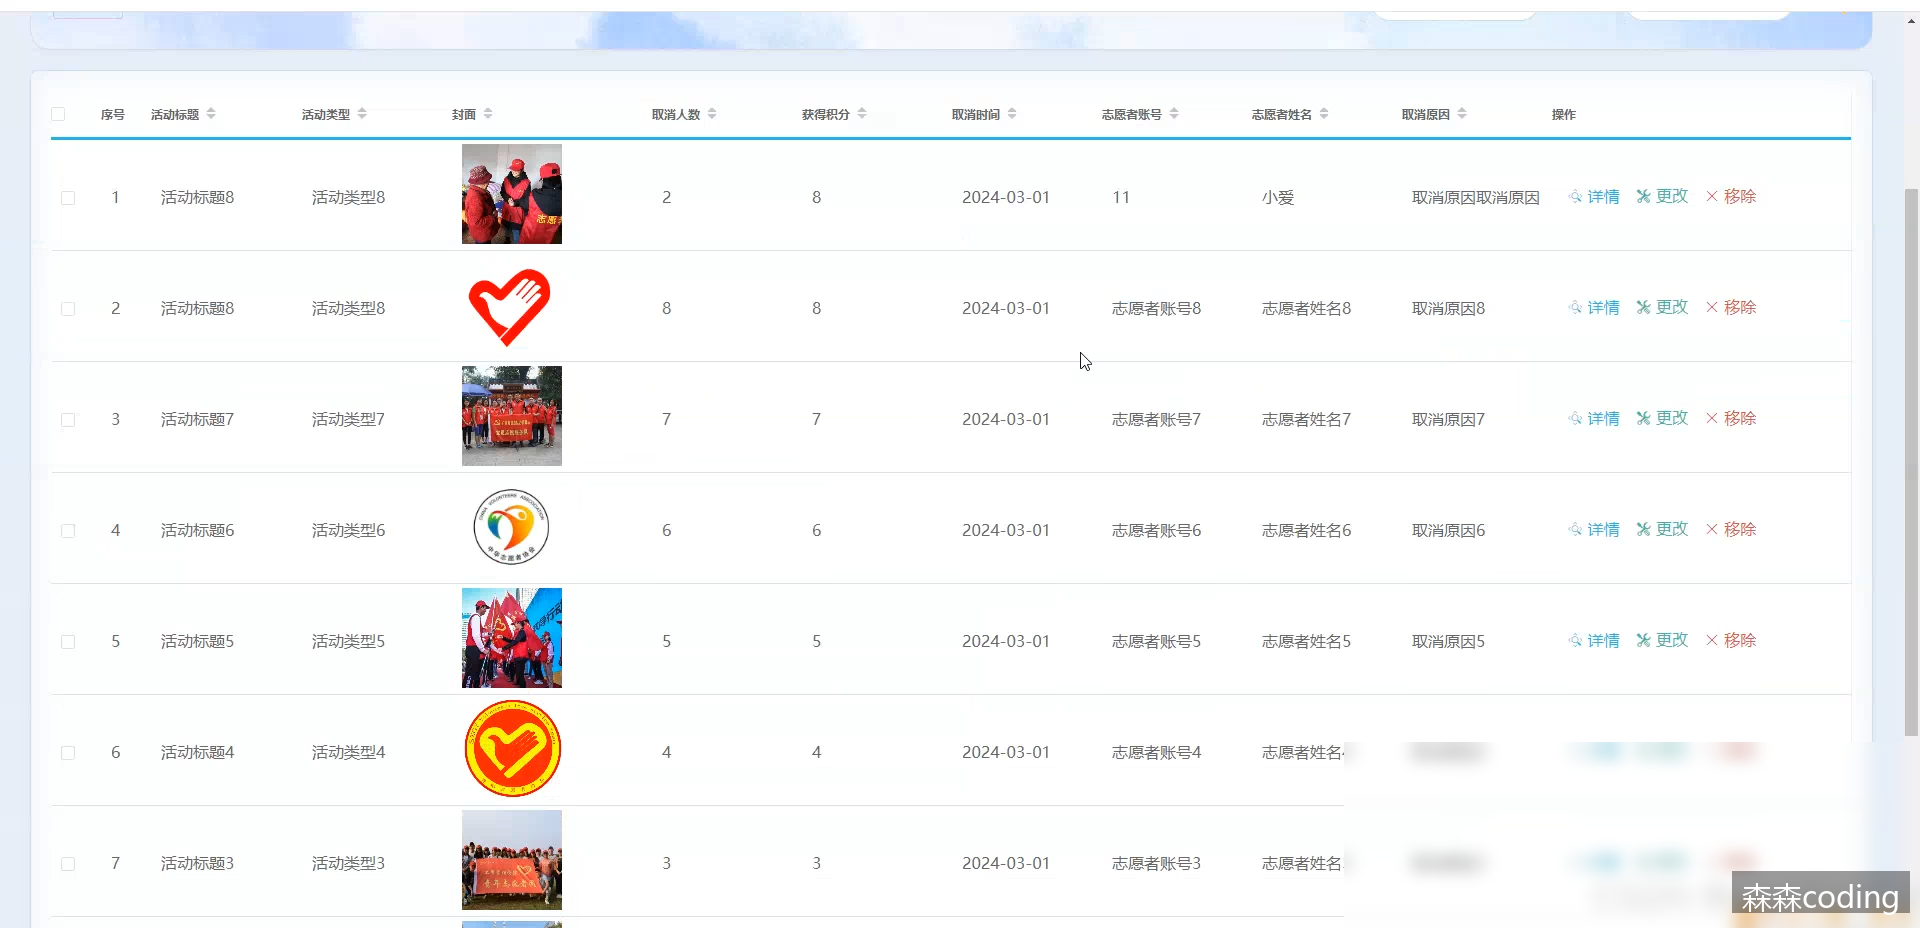 序号 活动标题 活动类型 封面 取消人数 获得积分 取消时间 志愿者账号 志愿者姓名 取消原因 操作
1 活动标题8 活动类型8 2 8 2024-03-01 11 小爱 取消原因取消原因 详情 更改 移除
2 活动标题8 活动类型8 8 8 2024-03-01 志愿者账号8 志愿者姓名8 取消原因8 详情 更改 移除
3 活动标题7 活动类型7 7 7 2024-03-01 志愿者账号7 志愿者姓名7 取消原因7 详情 更改 移除
4 活动标题6 活动类型6 6 6 2024-03-01 志愿者账号6 志愿者姓名6 取消原因6 详情 更改 移除
5 活动标题5 活动类型5 5 5 2024-03-01 志愿者账号5 志愿者姓名5 取消原因5 详情 更改 移除
6 活动标题4 活动类型4 4 4 2024-03-01 志愿者账号4 志愿者姓名
7 活动标题3 活动类型3 3 3 2024-03-01 志愿者账号3 志愿者姓名
森森coding